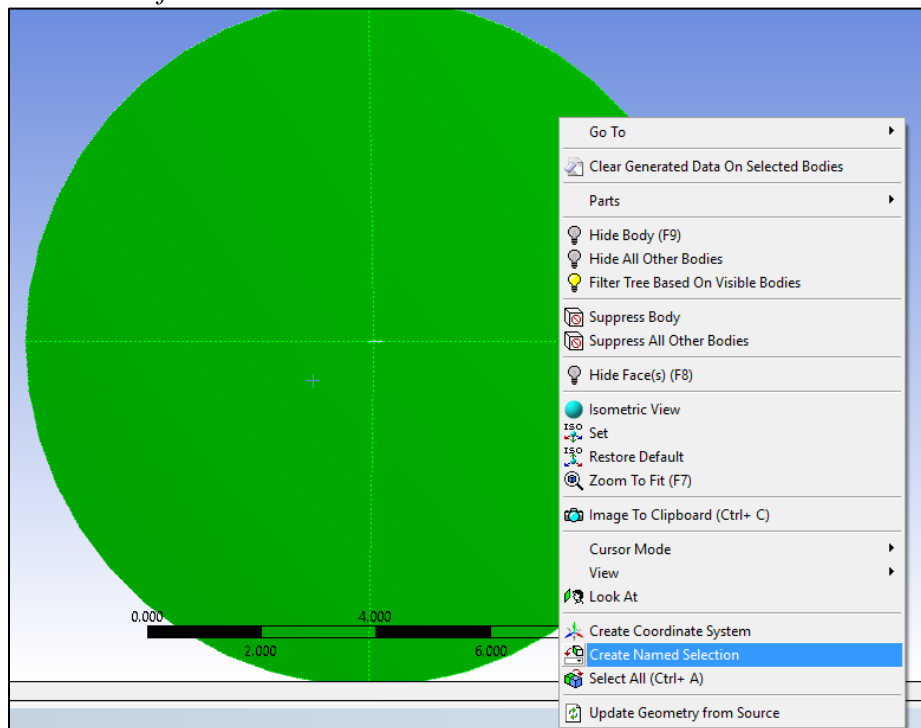 Go To
Clear Generated Data On Selected Bodies
Parts
Hide Body (F9)
Hide All Other Bodies
Filter Tree Based On Visible Bodies
Suppress Body
Suppress All Other Bodies
Hide Face(s) (F8)
Isometric View
ISO Set
ISO Restore Default
Zoom To Fit (F7)
Image To Clipboard (Ctrl+ C)
Cursor Mode
View
Look At
0.000 4.000
2.000 6.000
Create Coordinate System
Create Named Selection
Select All (Ctrl+ A)
Update Geometry from Source